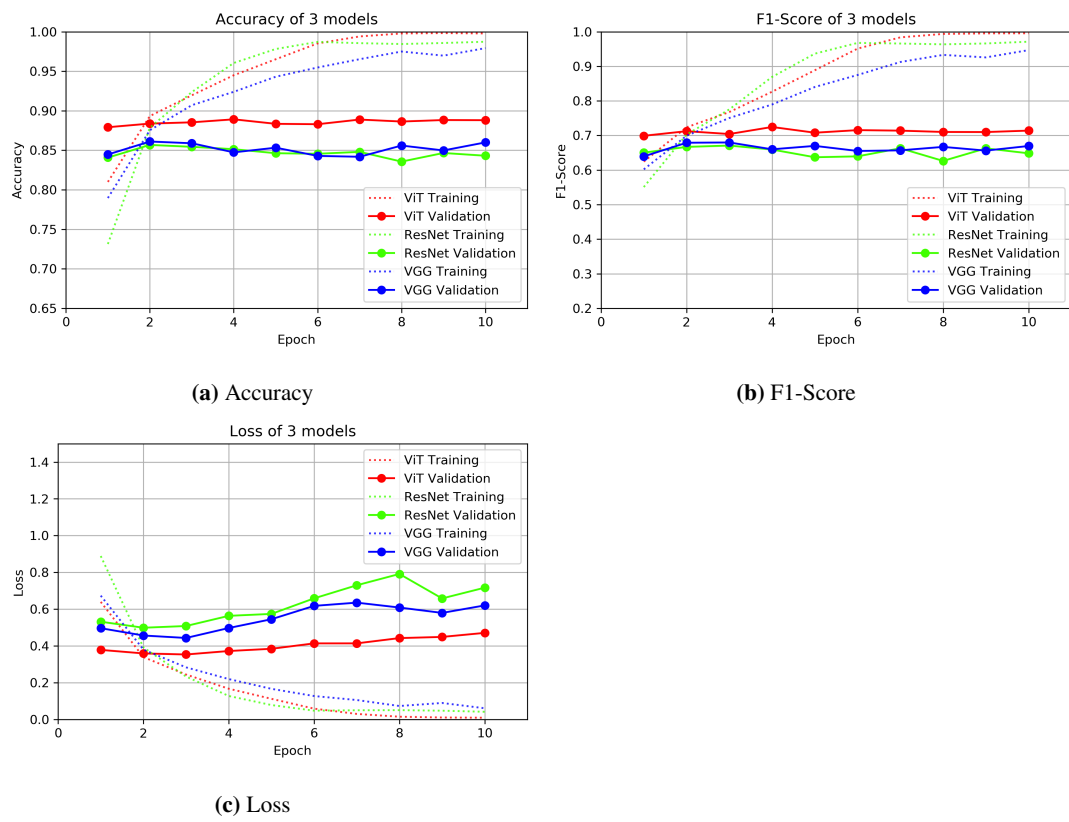 Accuracy of 3 models
1.00
0.95
0.90
0.85
0.80
0.75
0.70
0.65
Accuracy
0 2 4 6 8 10
Epoch
ViT Training
ViT Validation
ResNet Training
ResNet Validation
VGG Training
VGG Validation
(a) Accuracy
F1-Score of 3 models
1.0
0.9
0.8
0.7
0.6
0.5
0.4
0.3
0.2
F1-Score
0 2 4 6 8 10
Epoch
ViT Training
ViT Validation
ResNet Training
ResNet Validation
VGG Training
VGG Validation
(b) F1-Score
Loss of 3 models
1.4
1.2
1.0
0.8
0.6
0.4
0.2
0.0
Loss
0 2 4 6 8 10
Epoch
ViT Training
ViT Validation
ResNet Training
ResNet Validation
VGG Training
VGG Validation
(c) Loss